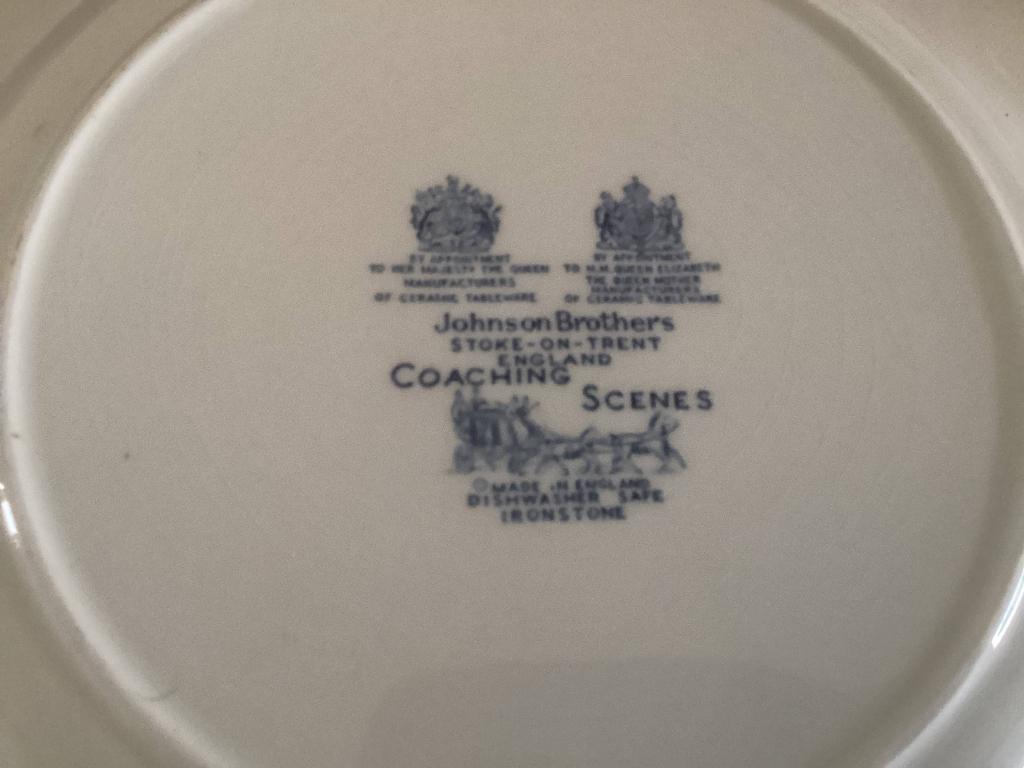 BY APPOINTMENT
TO HER MAJESTY THE QUEEN
MANUFACTURERS
OF CERAMIC TABLEWARE
BY APPOINTMENT
TO H.M. QUEEN ELIZABETH
THE QUEEN MOTHER
MANUFACTURERS
OF CERAMIC TABLEWARE
Johnson Brothers
STOKE-ON-TRENT
ENGLAND
COACHING
SCENES
©MADE IN ENGLAND
DISHWASHER SAFE
IRONSTONE